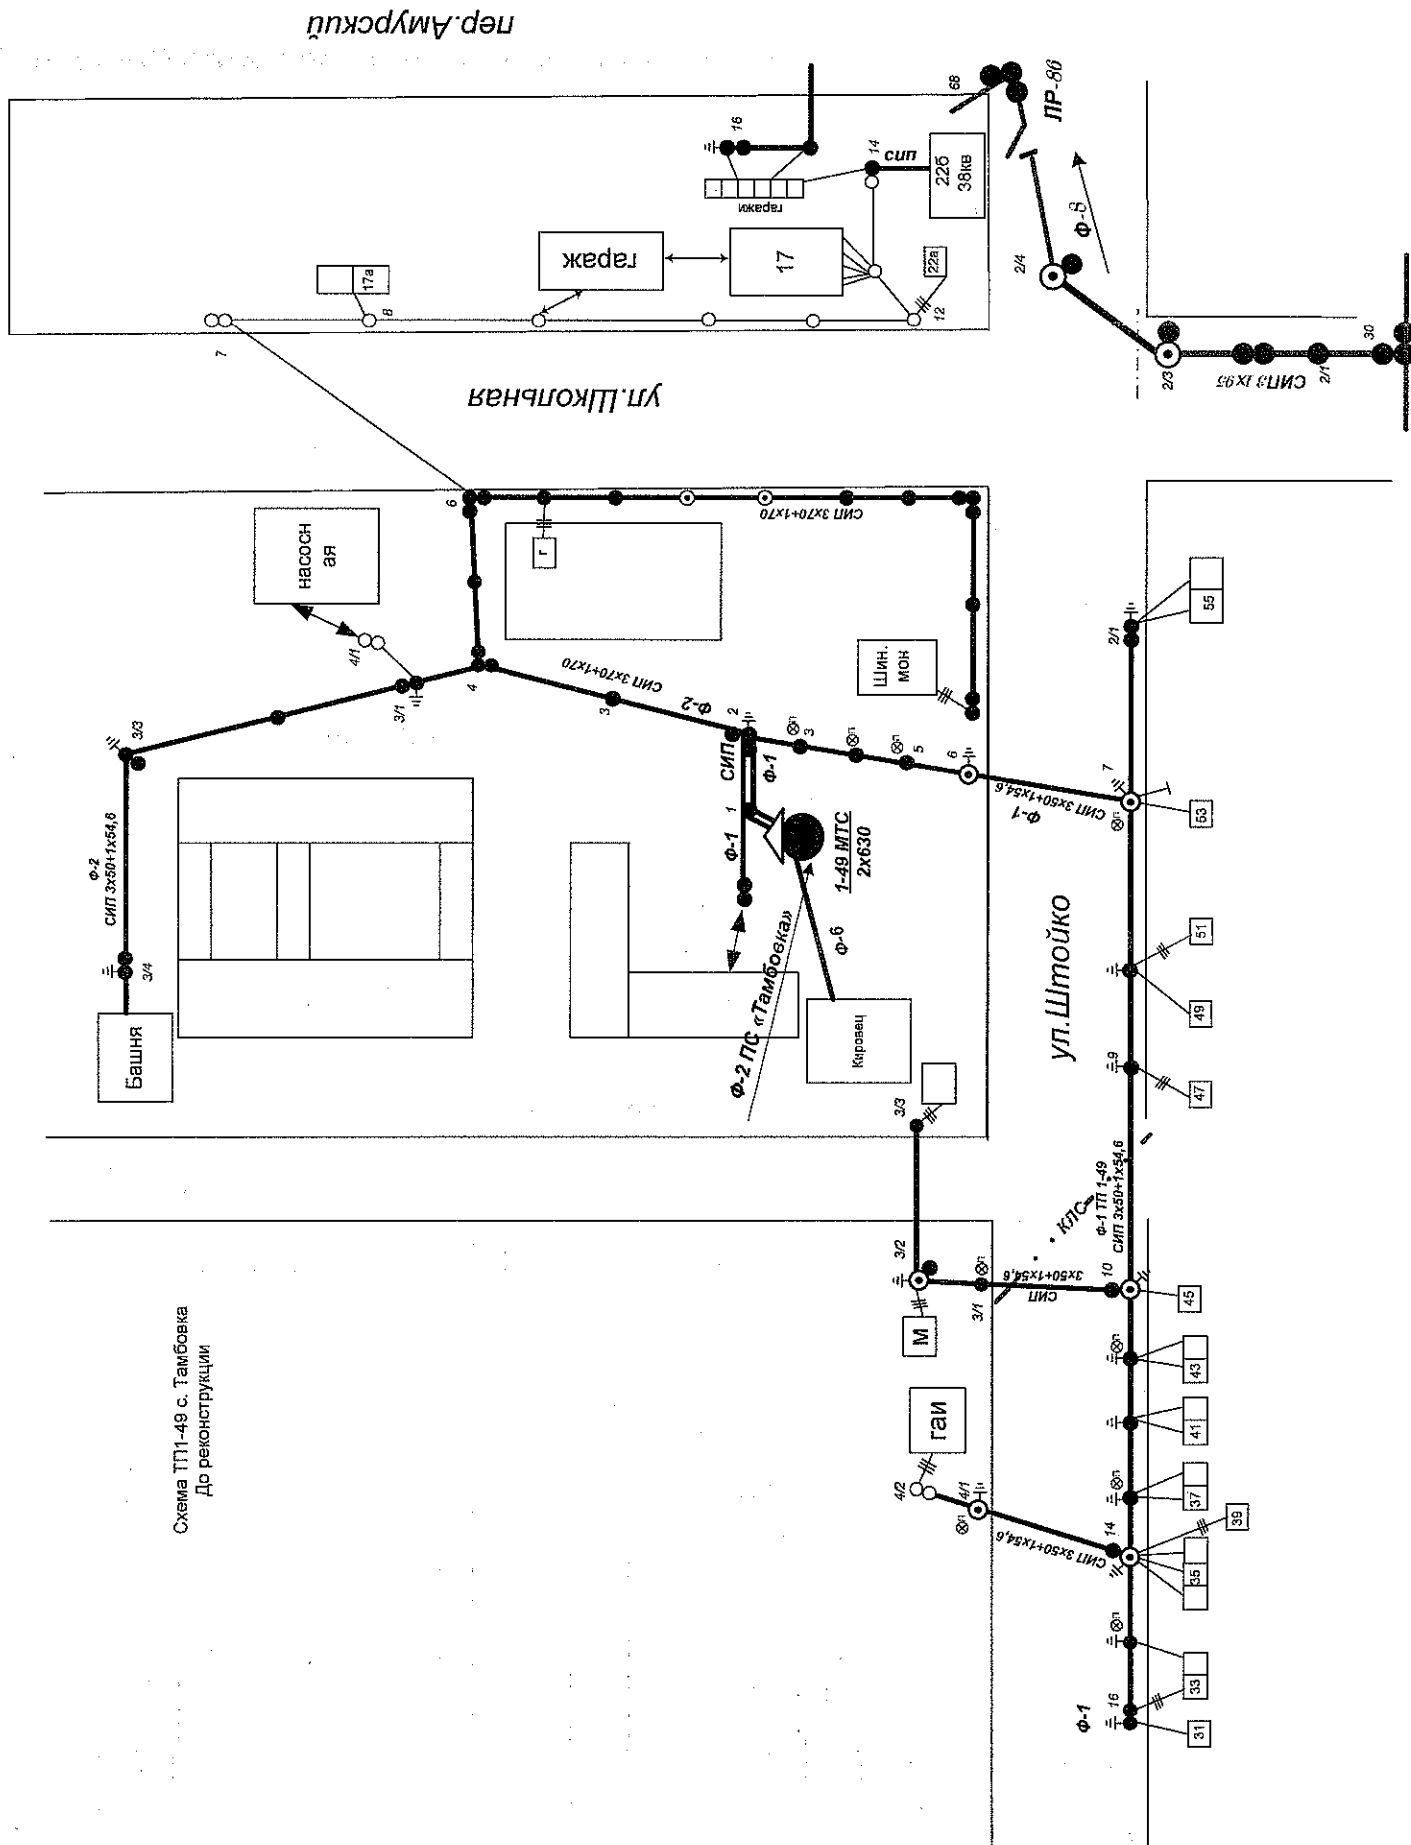 Схема ТП1-49 с. Тамбовка
До реконструкции
пер.Амурский
ул.Школьная
ул.Штойко
Башня
3/4
Ф-2
СИП 3х50+1х54,6
3/3
4/1
насосн
ая
3/1
4
6
7
СИП 3х70+1х70
3
Ф-2
2
СИП
Ф-1
Ф-1
1
1-49 МТС
2х630
Ф-6
Ф-2 ПС «Тамбовка»
Кировец
3
5
6
СИП 3х50+1х54,6
Ф-1
7
г
СИП 3х70+1х70
Шин.
мон
17а
8
гараж
17
12
22а
гаражи
16
14
сип
22б
38кв
68
ПР-86
Ф-8
2/4
2/3
СИП3 1х95
2/1
30
2/1
55
53
51
49
9
47
КЛС
Ф-1 ТП 1-49
СИП 3х50+1х54,6
3/3
3/2
3/1
М
СИП
3х50+1х54,6
10
45
43
41
37
39
35
гаи
4/2
4/1
СИП 3х50+1х54,6
14
33
16
31
Ф-1